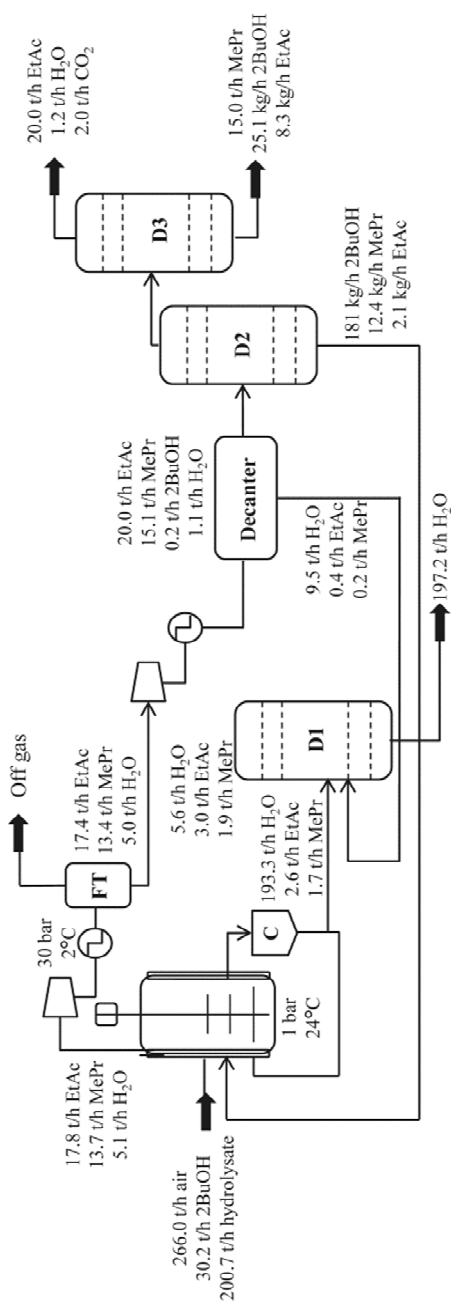 Off gas
30 bar
2°C
17.8 t/h EtAc
13.7 t/h MePr
5.1 t/h H₂O
FT
17.4 t/h EtAc
13.4 t/h MePr
5.0 t/h H₂O
266.0 t/h air
30.2 t/h 2BuOH
200.7 t/h hydrolysate
1 bar
24°C
C
193.3 t/h H₂O
2.6 t/h EtAc
1.7 t/h MePr
5.6 t/h H₂O
3.0 t/h EtAc
1.9 t/h MePr
D1
197.2 t/h H₂O
20.0 t/h EtAc
15.1 t/h MePr
0.2 t/h 2BuOH
1.1 t/h H₂O
Decanter
9.5 t/h H₂O
0.4 t/h EtAc
0.2 t/h MePr
D2
181 kg/h 2BuOH
12.4 kg/h MePr
2.1 kg/h EtAc
D3
20.0 t/h EtAc
1.2 t/h H₂O
2.0 t/h CO₂
15.0 t/h MePr
25.1 kg/h 2BuOH
8.3 kg/h EtAc